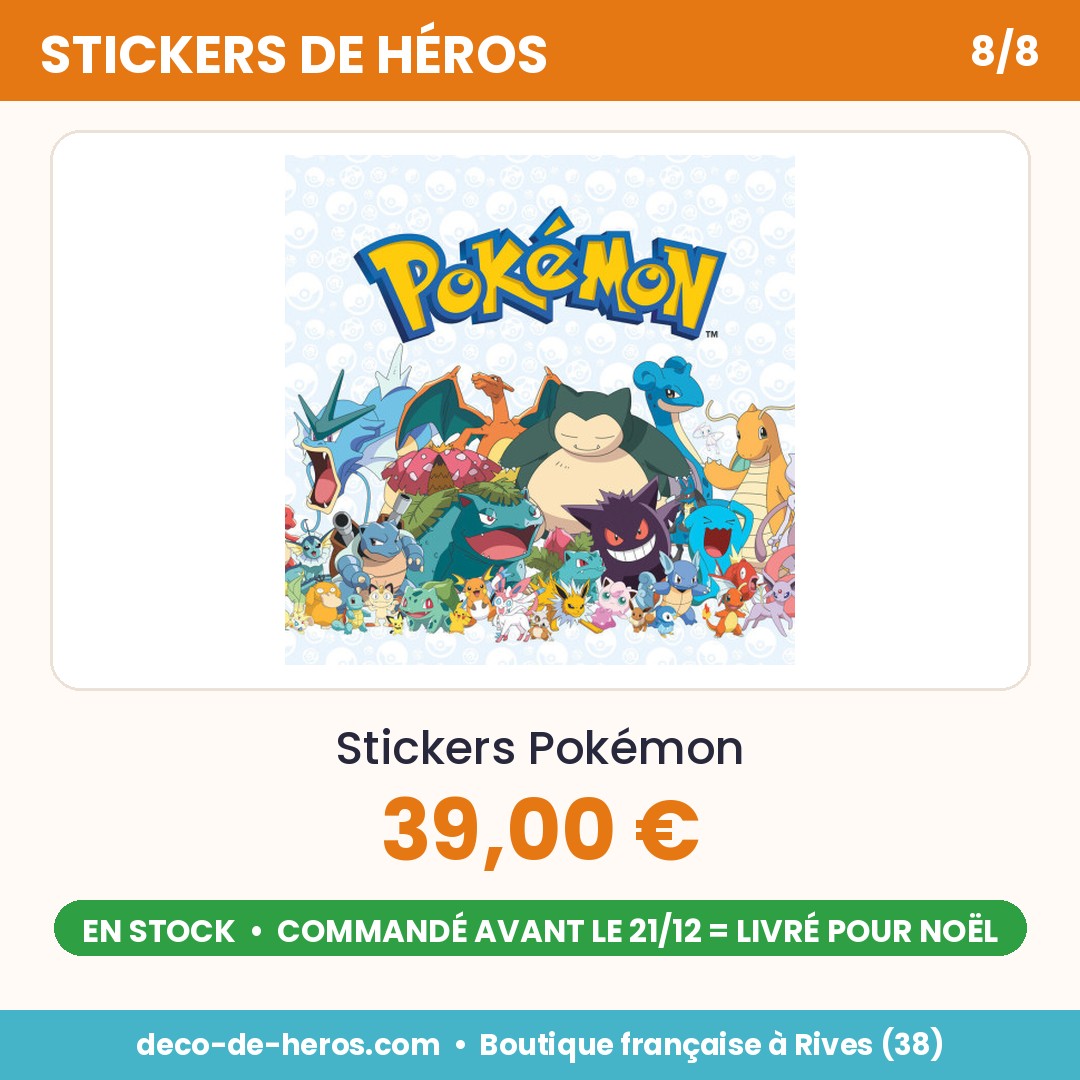 STICKERS DE HÉROS
8/8
POKÉMON
TM
Stickers Pokémon
39,00 €
EN STOCK • COMMANDÉ AVANT LE 21/12 = LIVRÉ POUR NOËL
deco-de-heros.com • Boutique française à Rives (38)